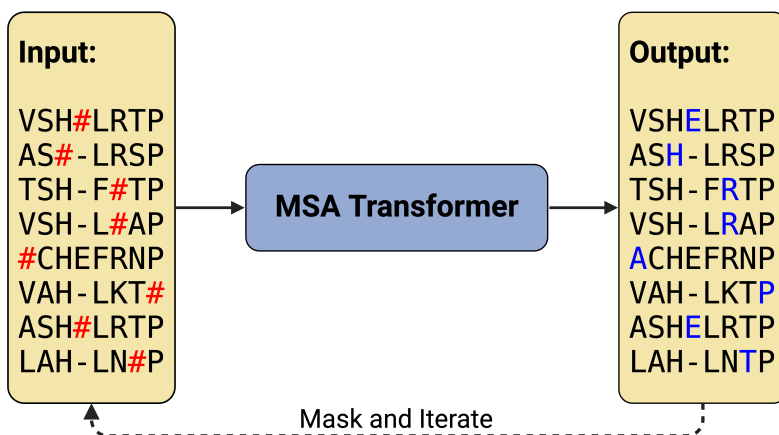 Input:
VSH#LRTP
AS#-LRSP
TSH-F#TP
VSH-L#AP
#CHEFRNP
VAH-LKT#
ASH#LRTP
LAH-LN#P
MSA Transformer
Output:
VSHELRTP
ASH-LRSP
TSH-FRTP
VSH-LRAP
ACHEFRNP
VAH-LKTP
ASHELRTP
LAH-LNTP
Mask and Iterate